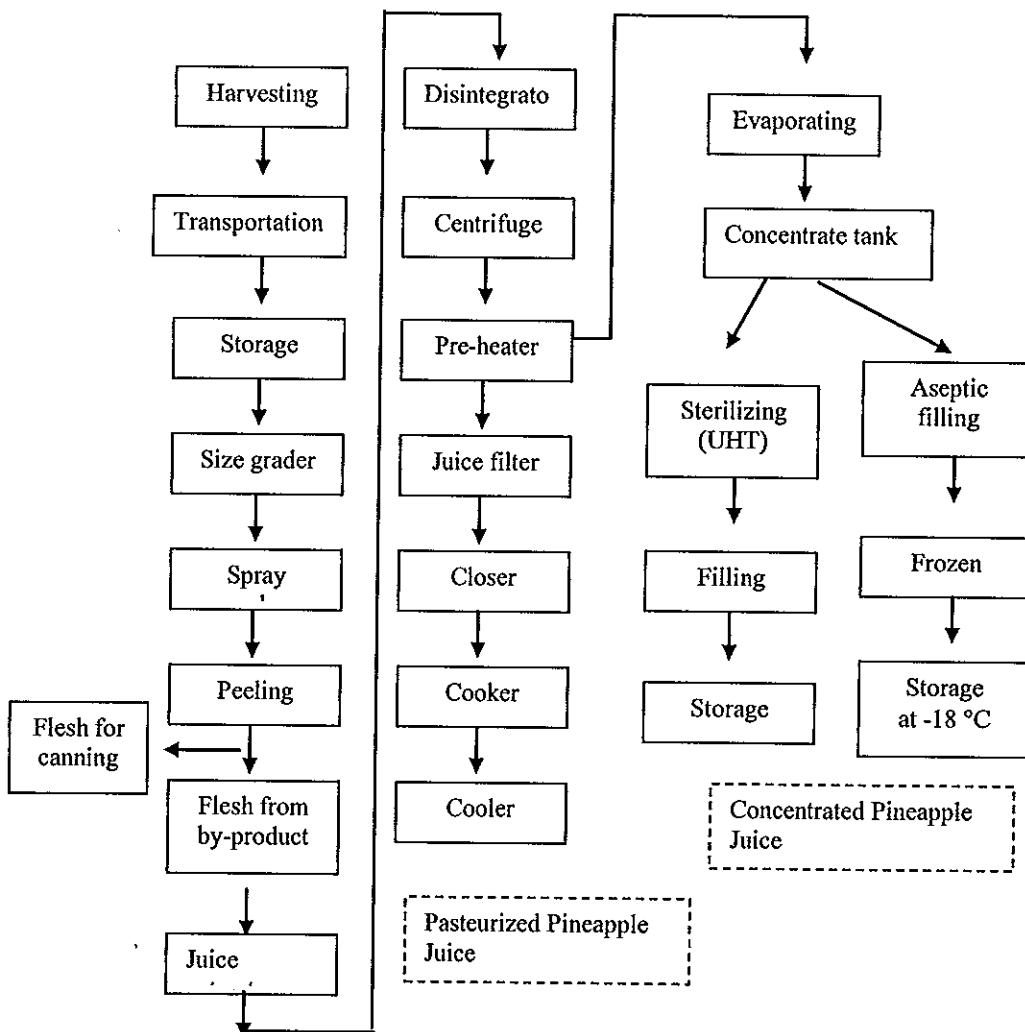 Harvesting
Transportation
Storage
Size grader
Spray
Peeling
Flesh for
canning
Flesh from
by-product
Juice
Disintegrato
Centrifuge
Pre-heater
Juice filter
Closer
Cooker
Cooler
Pasteurized Pineapple
Juice
Evaporating
Concentrate tank
Sterilizing
(UHT)
Filling
Storage
Aseptic
filling
Frozen
Storage
at -18 °C
Concentrated Pineapple
Juice